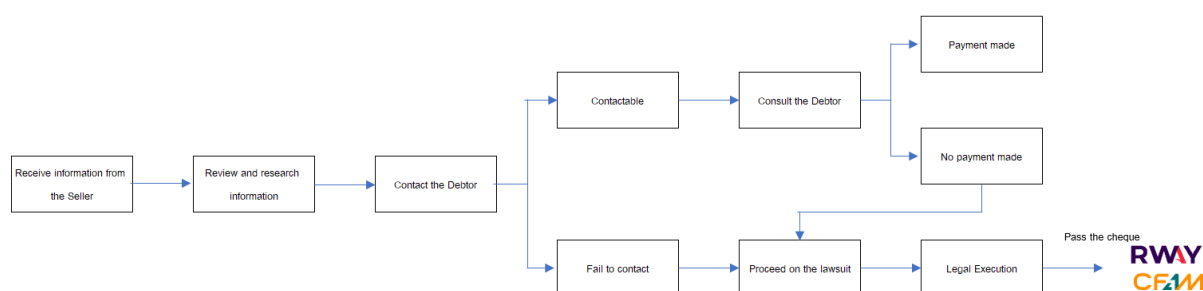 Payment made
Contactable
Consult the Debtor
No payment made
Receive information from
the Seller
Review and research
information
Contact the Debtor
Fail to contact
Proceed on the lawsuit
Legal Execution
Pass the cheque
RWAY
CF41M